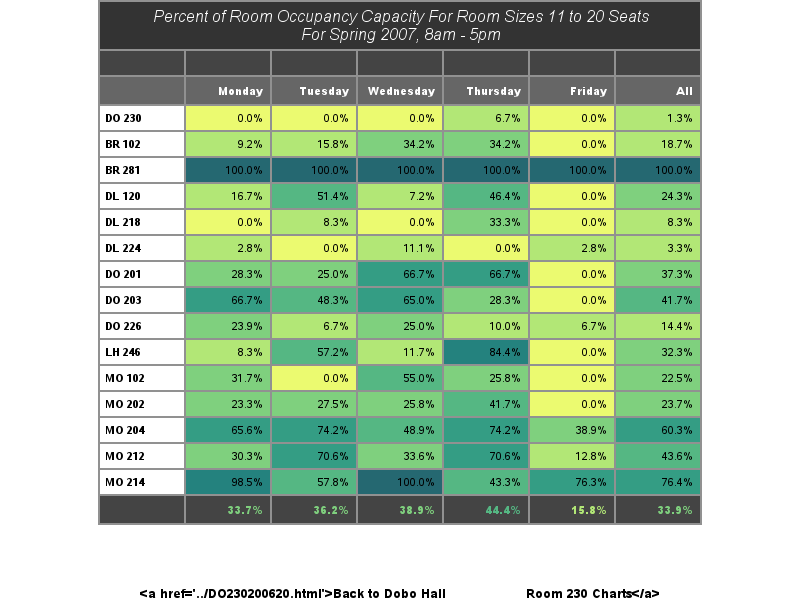 Percent of Room Occupancy Capacity For Room Sizes 11 to 20 Seats
For Spring 2007, 8am - 5pm
Monday Tuesday Wednesday Thursday Friday All
DO 230 0.0% 0.0% 0.0% 6.7% 0.0% 1.3%
BR 102 9.2% 15.8% 34.2% 34.2% 0.0% 18.7%
BR 281 100.0% 100.0% 100.0% 100.0% 100.0% 100.0%
DL 120 16.7% 51.4% 7.2% 46.4% 0.0% 24.3%
DL 218 0.0% 8.3% 0.0% 33.3% 0.0% 8.3%
DL 224 2.8% 0.0% 11.1% 0.0% 2.8% 3.3%
DO 201 28.3% 25.0% 66.7% 66.7% 0.0% 37.3%
DO 203 66.7% 48.3% 65.0% 28.3% 0.0% 41.7%
DO 226 23.9% 6.7% 25.0% 10.0% 6.7% 14.4%
LH 246 8.3% 57.2% 11.7% 84.4% 0.0% 32.3%
MO 102 31.7% 0.0% 55.0% 25.8% 0.0% 22.5%
MO 202 23.3% 27.5% 25.8% 41.7% 0.0% 23.7%
MO 204 65.6% 74.2% 48.9% 74.2% 38.9% 60.3%
MO 212 30.3% 70.6% 33.6% 70.6% 12.8% 43.6%
MO 214 98.5% 57.8% 100.0% 43.3% 76.3% 76.4%
33.7% 36.2% 38.9% 44.4% 15.8% 33.9%
<a href='../DO230200620.html'>Back to Dobo Hall Room 230 Charts</a>